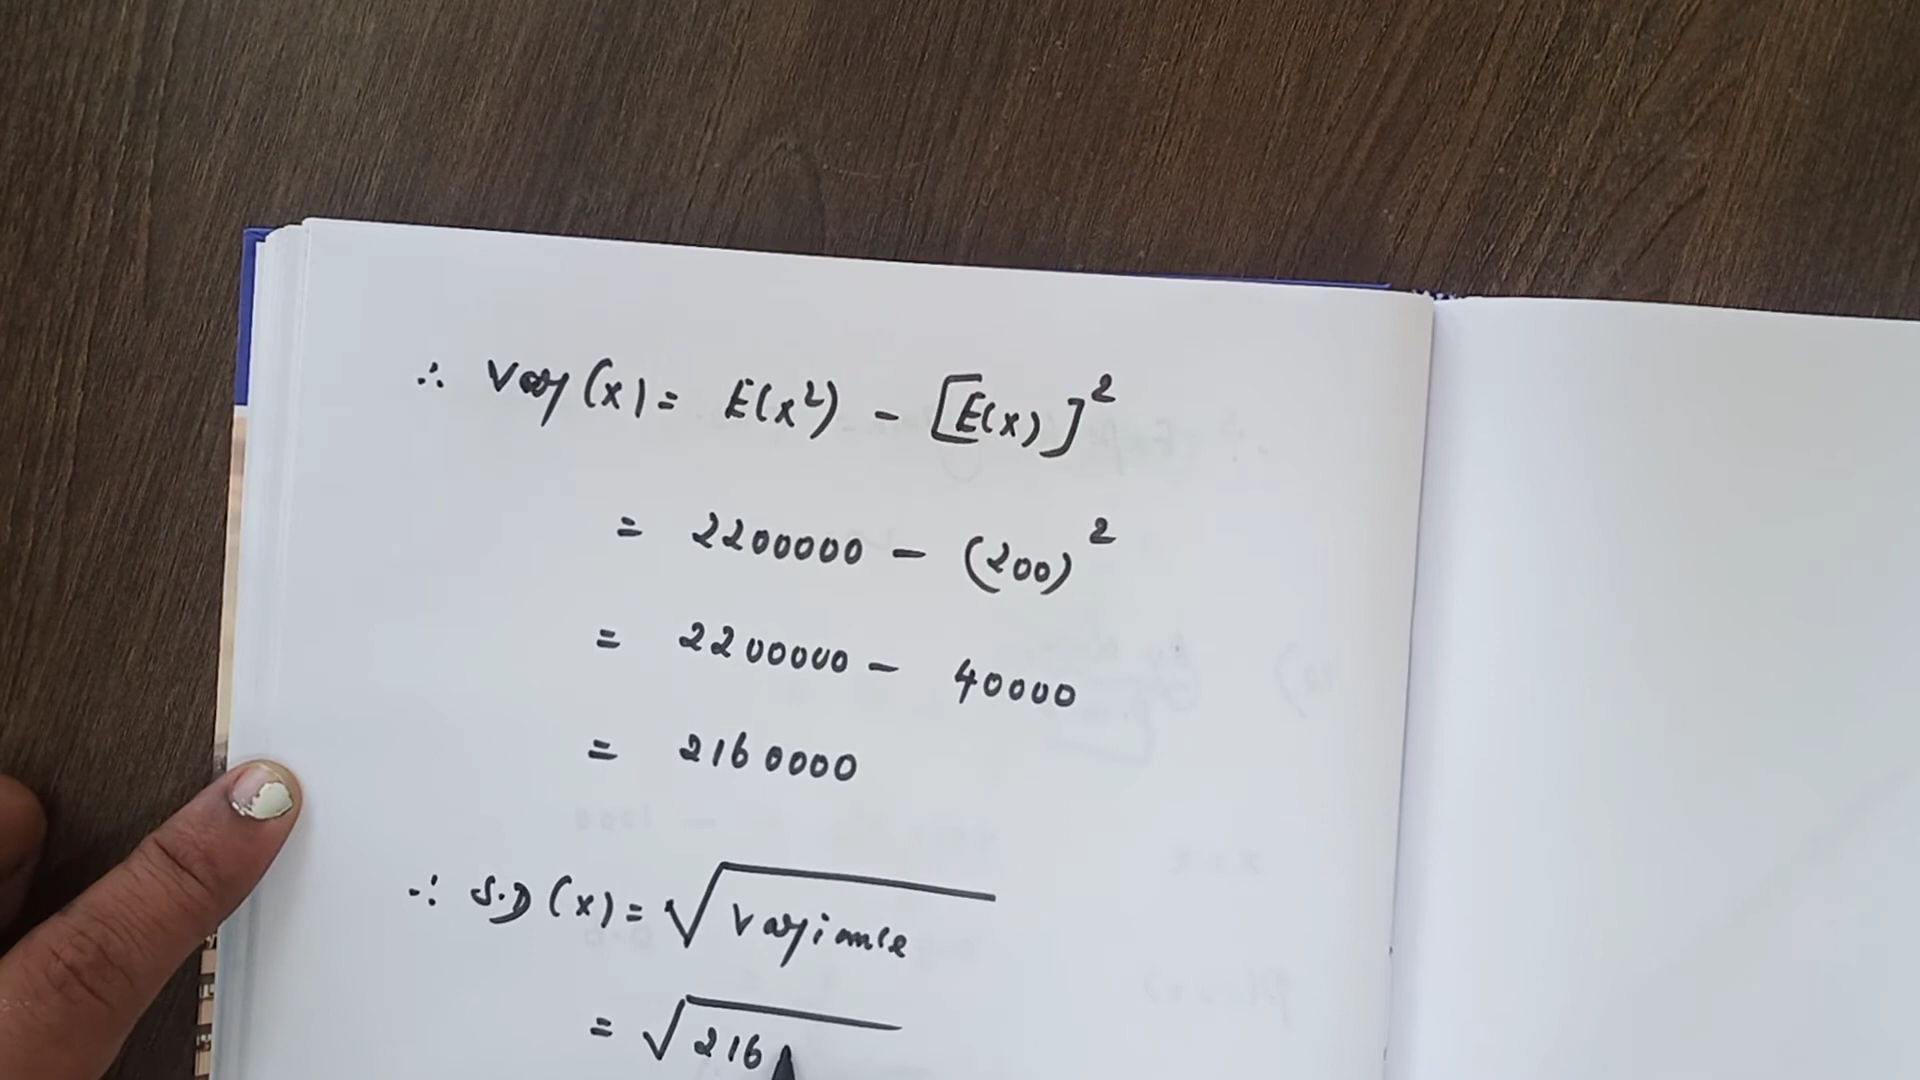 ∴ Var(x) = E(x²) - [E(x)]²
= 2200000 - (200)²
= 2200000 - 40000
= 2160000
∴ S.D(x) = √variance
= √216